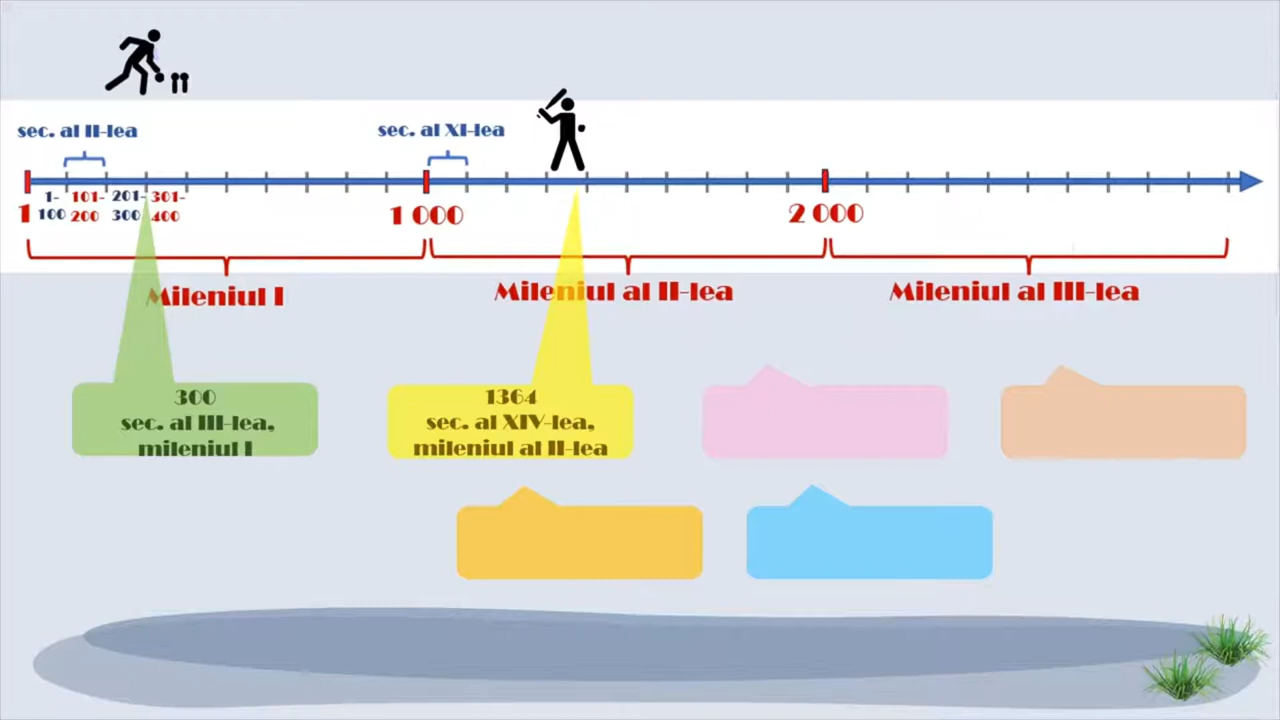 sec. al II-lea
sec. al XI-lea
1- 101- 201- 301-
1 100 200 300 400
1 000
2 000
Mileniul I
Mileniul al II-lea
Mileniul al III-lea
300
sec. al III-lea,
mileniul I
1364
sec. al XIV-lea,
mileniul al II-lea